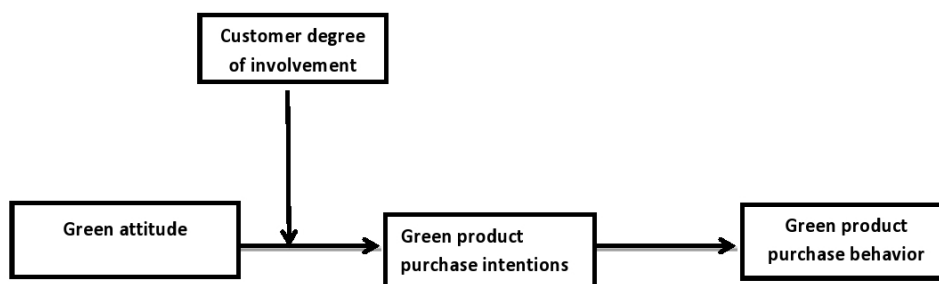 Customer degree
of involvement
Green attitude
Green product
purchase intentions
Green product
purchase behavior